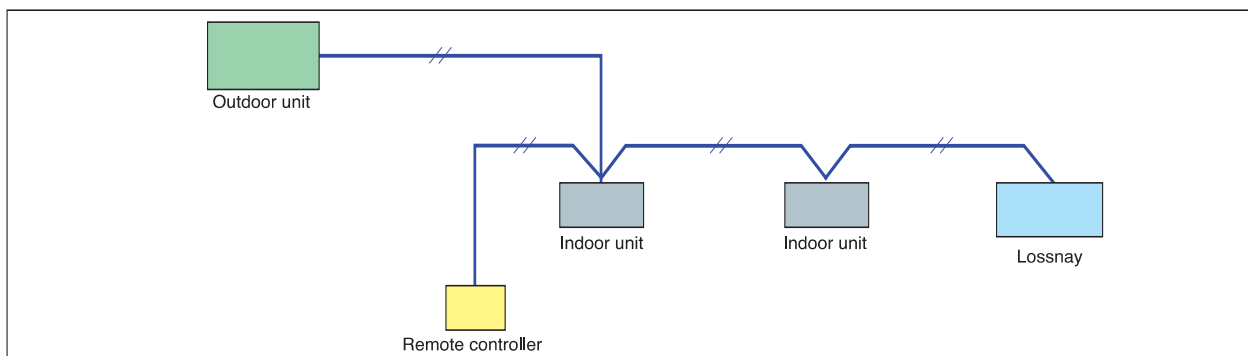 Outdoor unit
Indoor unit
Indoor unit
Lossnay
Remote controller